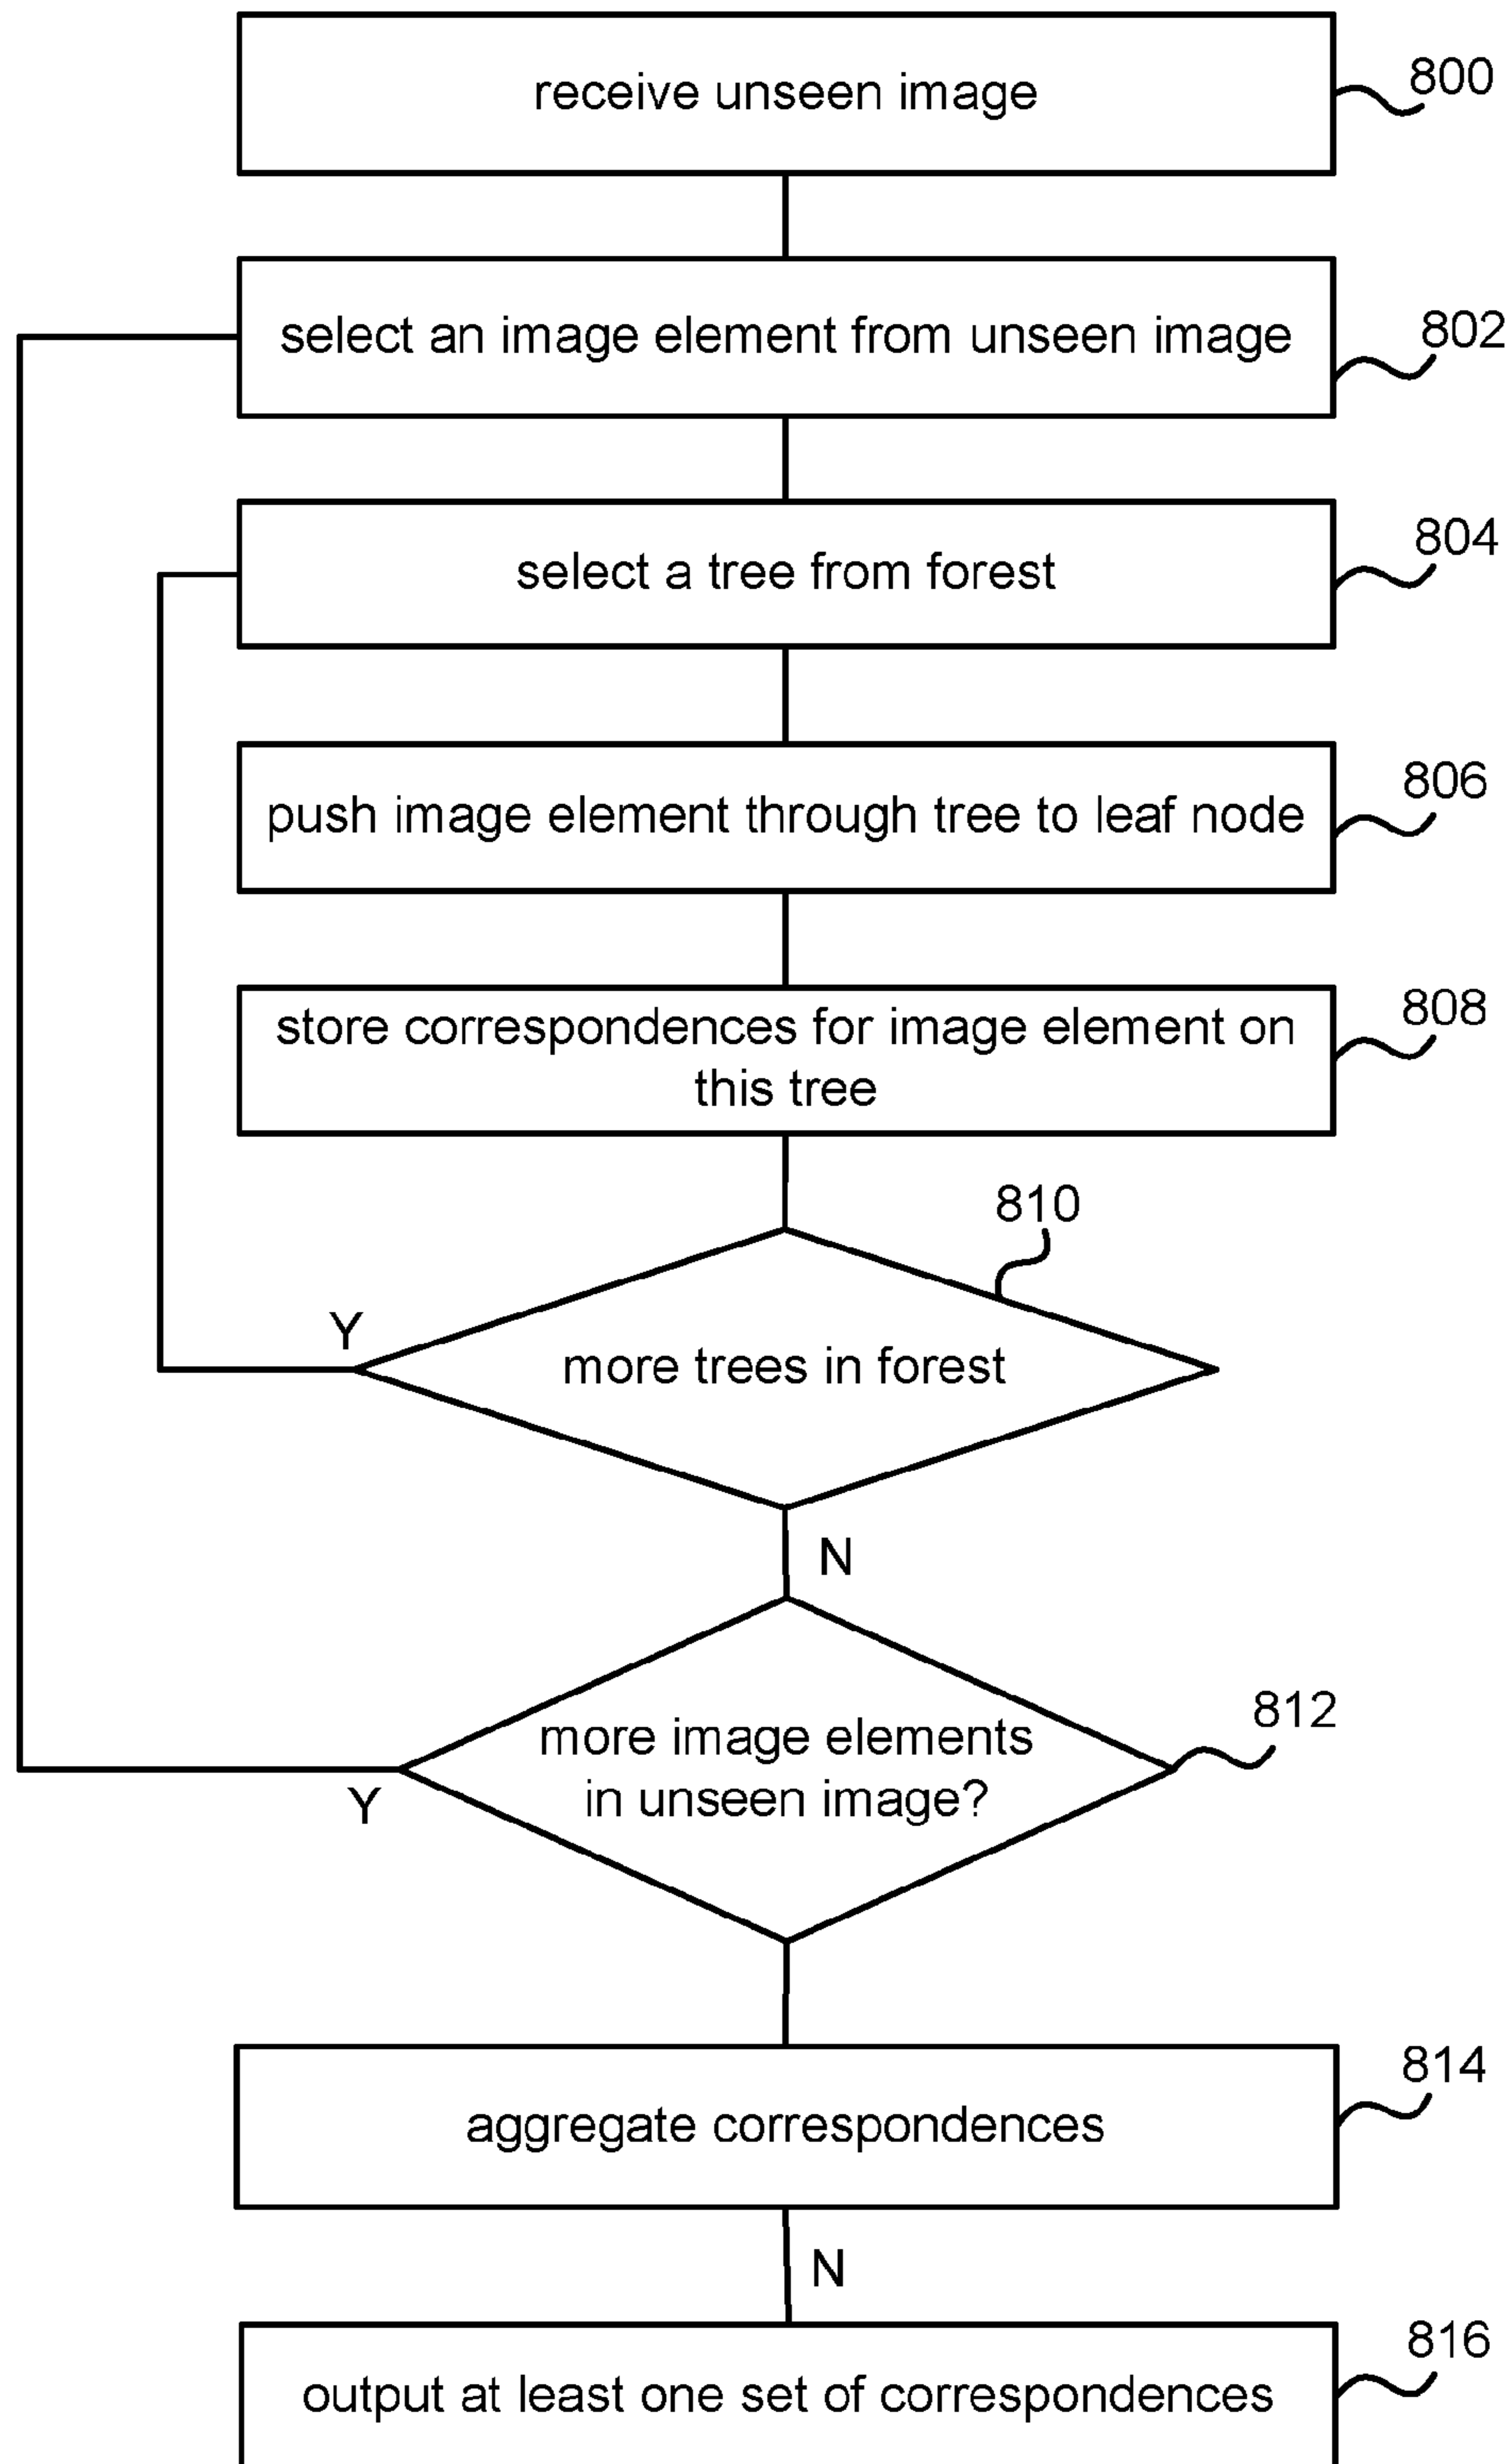 receive unseen image
800
select an image element from unseen image
802
select a tree from forest
804
push image element through tree to leaf node
806
store correspondences for image element on
this tree
808
810
Y
more trees in forest
N
812
more image elements
in unseen image?
Y
aggregate correspondences
814
N
output at least one set of correspondences
816